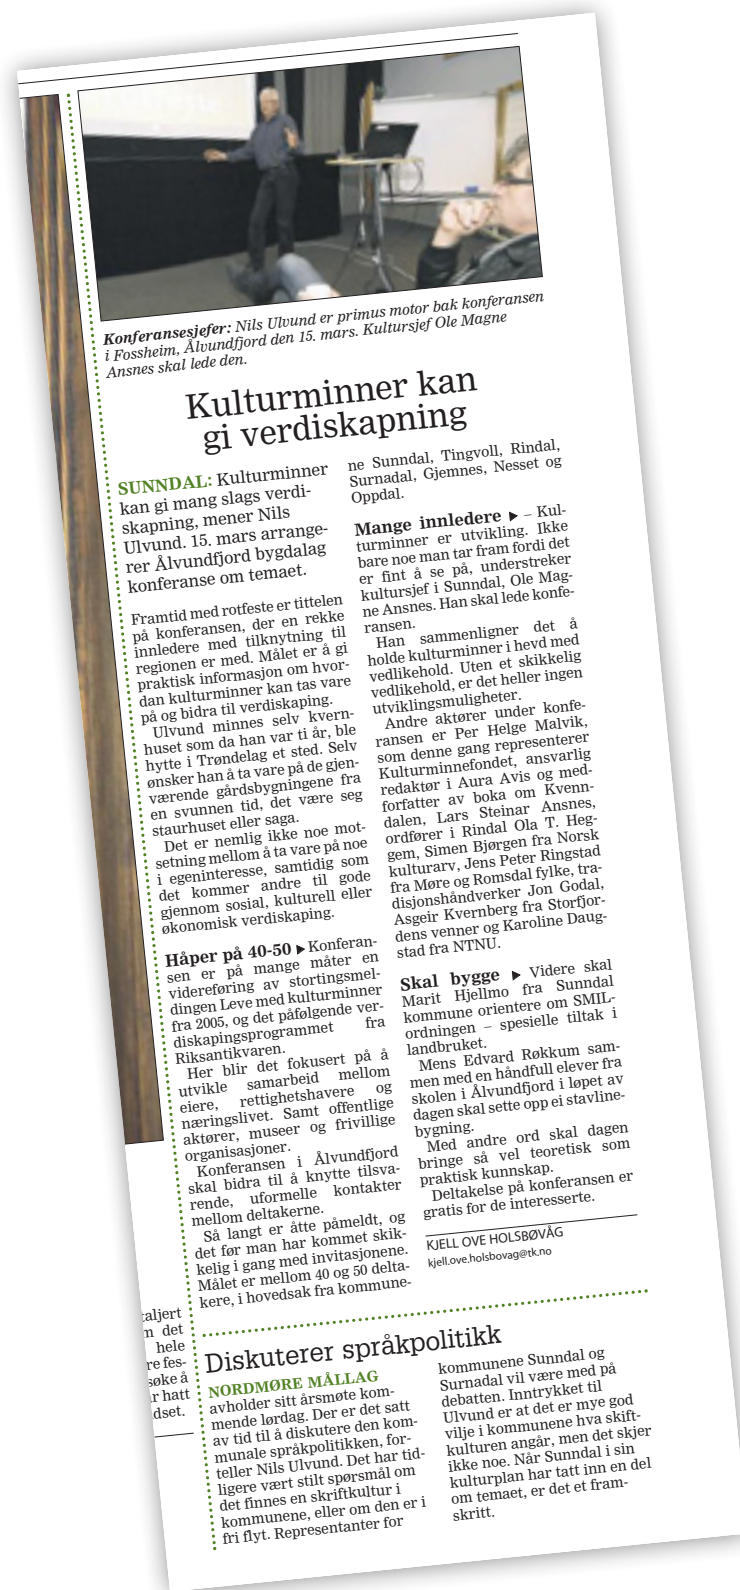 Konferansesjefer: Nils Ulvund er primus motor bak konferansen
i Fossheim, Ålvundfjord den 15. mars. Kultursjef Ole Magne
Ansnes skal lede den.
Kulturminner kan
gi verdiskapning
SUNNDAL: Kulturminner
kan gi mang slags verdi-
skapning, mener Nils
Ulvund. 15. mars arrange-
rer Ålvundfjord bygdalag
konferanse om temaet.
Framtid med rotfeste er tittelen
på konferansen, der en rekke
innledere med tilknytning til
regionen er med. Målet er å gi
praktisk informasjon om hvor-
dan kulturminner kan tas vare
på og bidra til verdiskaping.
Ulvund minnes selv kvern-
huset som da han var ti år, ble
hytte i Trøndelag et sted. Selv
ønsker han å ta vare på de gjen-
værende gårdsbygningene fra
en svunnen tid, det være seg
staurhuset eller saga.
Det er nemlig ikke noe mot-
setning mellom å ta vare på noe
i egeninteresse, samtidig som
det kommer andre til gode
gjennom sosial, kulturell eller
økonomisk verdiskaping.
Håper på 40-50 ▶ Konferan-
sen er på mange måter en
videreføring av stortingsmel-
dingen Leve med kulturminner
fra 2005, og det påfølgende ver-
diskapingsprogrammet fra
Riksantikvaren.
Her blir det fokusert på å
utvikle samarbeid mellom
eiere, rettighetshavere og
næringslivet. Samt offentlige
aktører, museer og frivillige
organisasjoner.
Konferansen i Ålvundfjord
skal bidra til å knytte tilsva-
rende, uformelle kontakter
mellom deltakerne.
Så langt er åtte påmeldt, og
det før man har kommet skik-
kelig i gang med invitasjonene.
Målet er mellom 40 og 50 delta-
kere, i hovedsak fra kommune-
ne Sunndal, Tingvoll, Rindal,
Surnadal, Gjemnes, Nesset og
Oppdal.
Mange innledere ▶ – Kul-
turminner er utvikling. Ikke
bare noe man tar fram fordi det
er fint å se på, understreker
kultursjef i Sunndal, Ole Mag-
ne Ansnes. Han skal lede konfe-
ransen.
Han sammenligner det å
holde kulturminner i hevd med
vedlikehold. Uten et skikkelig
vedlikehold, er det heller ingen
utviklingsmuligheter.
Andre aktører under konfe-
ransen er Per Helge Malvik,
som denne gang representerer
Kulturminnefondet, ansvarlig
redaktør i Aura Avis og med-
forfatter av boka om Kvenn-
dalen, Lars Steinar Ansnes,
ordfører i Rindal Ola T. Heg-
gem, Simen Bjørgen fra Norsk
kulturarv, Jens Peter Ringstad
fra Møre og Romsdal fylke, tra-
disjonshåndverker Jon Godal,
Asgeir Kvernberg fra Storfjor-
dens venner og Karoline Daug-
stad fra NTNU.
Skal bygge ▶ Videre skal
Marit Hjellmo fra Sunndal
kommune orientere om SMIL-
ordningen – spesielle tiltak i
landbruket.
Mens Edvard Røkkum sam-
men med en håndfull elever fra
skolen i Ålvundfjord i løpet av
dagen skal sette opp ei stavline-
bygning.
Med andre ord skal dagen
bringe så vel teoretisk som
praktisk kunnskap.
Deltakelse på konferansen er
gratis for de interesserte.
KJELL OVE HOLSBØVÅG
kjell.ove.holsbovag@tk.no
taljert
det
hele
re fes-
søke å
r hatt
dset.
Diskuterer språkpolitikk
NORDMØRE MÅLLAG
avholder sitt årsmøte kom-
mende lørdag. Der er det satt
av tid til å diskutere den kom-
munale språkpolitikken, for-
teller Nils Ulvund. Det har tid-
ligere vært stilt spørsmål om
det finnes en skriftkultur i
kommunene, eller om den er i
fri flyt. Representanter for
kommunene Sunndal og
Surnadal vil være med på
debatten. Inntrykket til
Ulvund er at det er mye god
vilje i kommunene hva skift-
kulturen angår, men det skjer
ikke noe. Når Sunndal i sin
kulturplan har tatt inn en del
om temaet, er det et fram-
skritt.